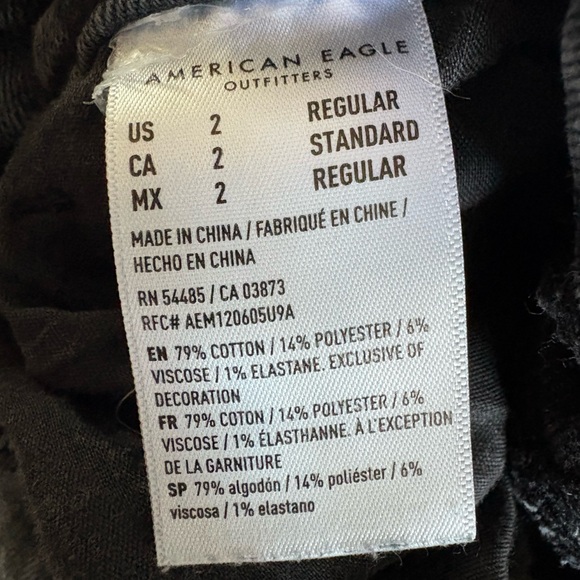 AMERICAN EAGLE
OUTFITTERS
US 2 REGULAR
CA 2 STANDARD
MX 2 REGULAR
MADE IN CHINA / FABRIQUÉ EN CHINE /
HECHO EN CHINA
RN 54485 / CA 03873
RFC# AEM120605U9A
EN 79% COTTON / 14% POLYESTER / 6%
VISCOSE / 1% ELASTANE. EXCLUSIVE OF
DECORATION
FR 79% COTON / 14% POLYESTER / 6%
VISCOSE / 1% ÉLASTHANNE. À L'EXCEPTION
DE LA GARNITURE
SP 79% algodón / 14% poliéster / 6%
viscosa / 1% elastano